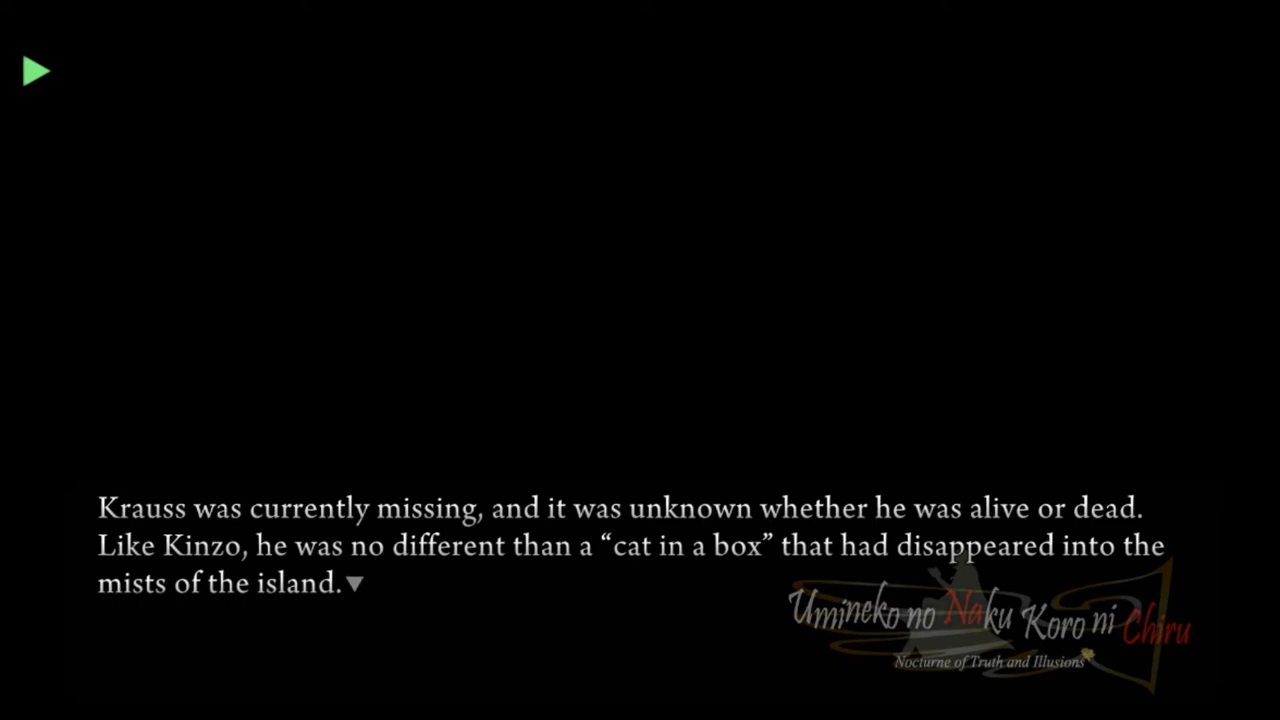 Krauss was currently missing, and it was unknown whether he was alive or dead.
Like Kinzo, he was no different than a “cat in a box” that had disappeared into the
mists of the island.
Umineko no Naku Koro ni Chiru
Nocturne of Truth and Illusions